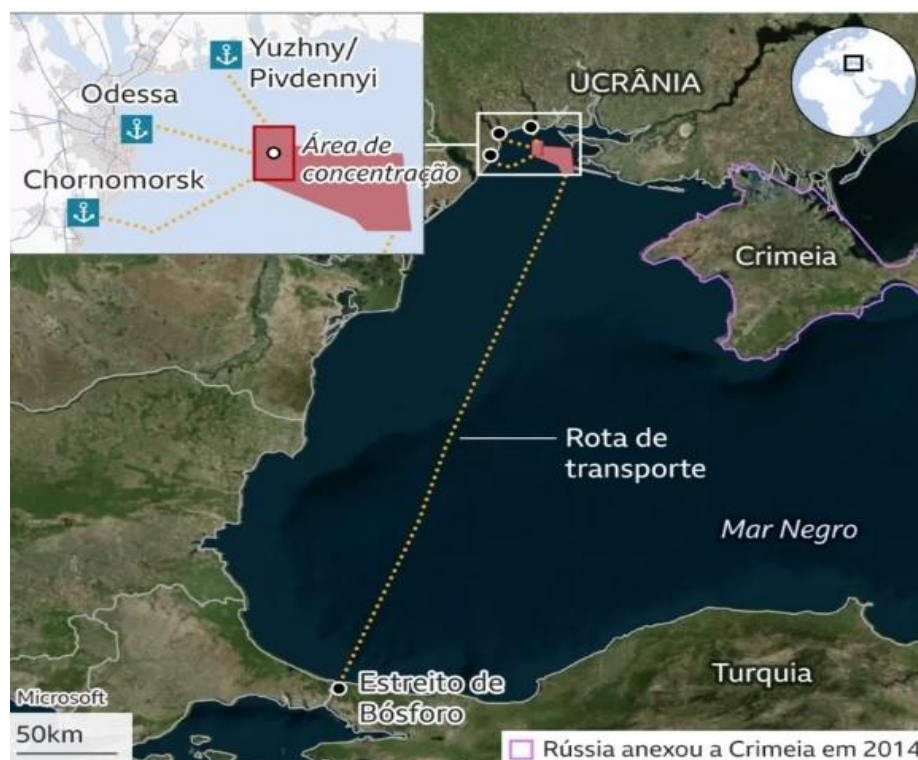 Yuzhny/
Pivdennyi
Odessa
Área de
concentração
Chornomorsk
UCRÂNIA
Crimeia
Rota de
transporte
Mar Negro
Estreito de
Bósforo
Turquia
Microsoft
50km
Rússia anexou a Crimeia em 2014